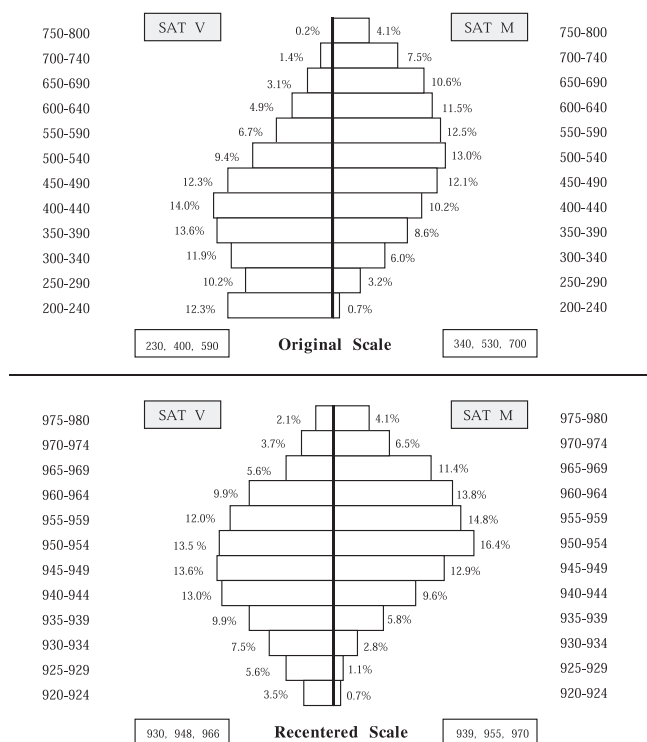 SAT V SAT M
750-800 0.2% 4.1% 750-800
700-740 1.4% 7.5% 700-740
650-690 3.1% 10.6% 650-690
600-640 4.9% 11.5% 600-640
550-590 6.7% 12.5% 550-590
500-540 9.4% 13.0% 500-540
450-490 12.3% 12.1% 450-490
400-440 14.0% 10.2% 400-440
350-390 13.6% 8.6% 350-390
300-340 11.9% 6.0% 300-340
250-290 10.2% 3.2% 250-290
200-240 12.3% 0.7% 200-240
230, 400, 590 Original Scale 340, 530, 700
SAT V SAT M
975-980 2.1% 4.1% 975-980
970-974 3.7% 6.5% 970-974
965-969 5.6% 11.4% 965-969
960-964 9.9% 13.8% 960-964
955-959 12.0% 14.8% 955-959
950-954 13.5 % 16.4% 950-954
945-949 13.6% 12.9% 945-949
940-944 13.0% 9.6% 940-944
935-939 9.9% 5.8% 935-939
930-934 7.5% 2.8% 930-934
925-929 5.6% 1.1% 925-929
920-924 3.5% 0.7% 920-924
930, 948, 966 Recentered Scale 939, 955, 970